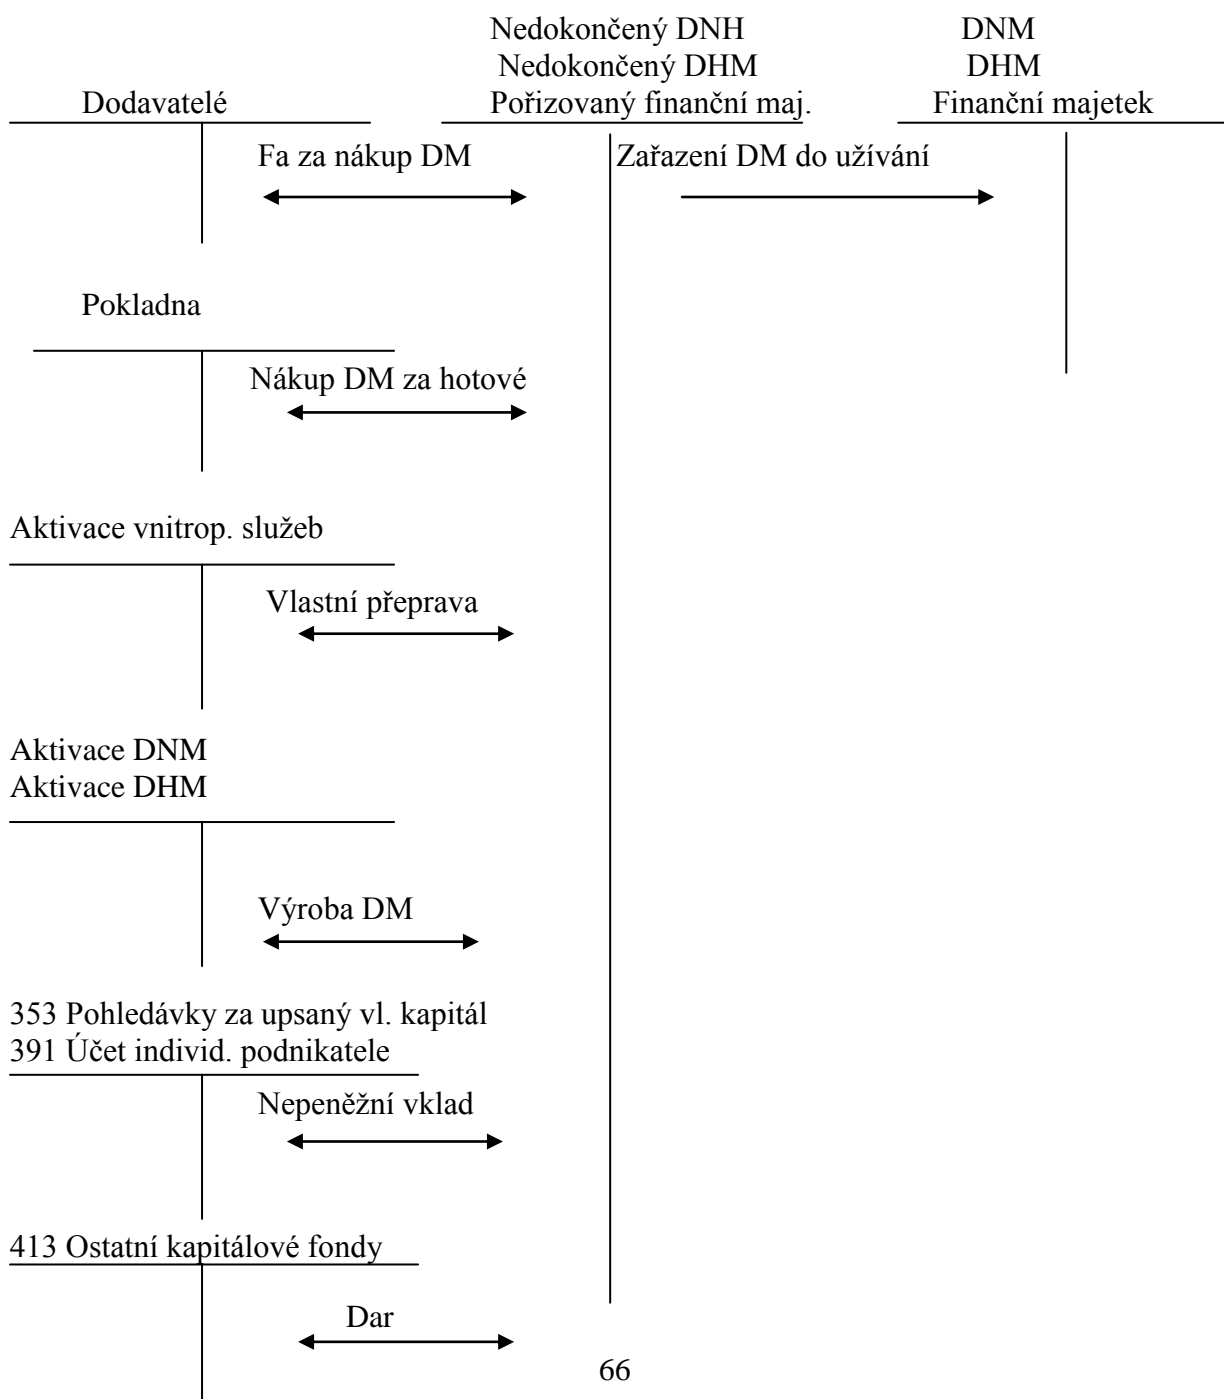 Nedokončený DNH DNM
Nedokončený DHM DHM
Dodavatelé Pořizovaný finanční maj. Finanční majetek
Fa za nákup DM Zařazení DM do užívání
Pokladna
Nákup DM za hotové
Aktivace vnitrop. služeb
Vlastní přeprava
Aktivace DNM
Aktivace DHM
Výroba DM
353 Pohledávky za upsaný vl. kapitál
391 Účet individ. podnikatele
Nepeněžní vklad
413 Ostatní kapitálové fondy
Dar
66